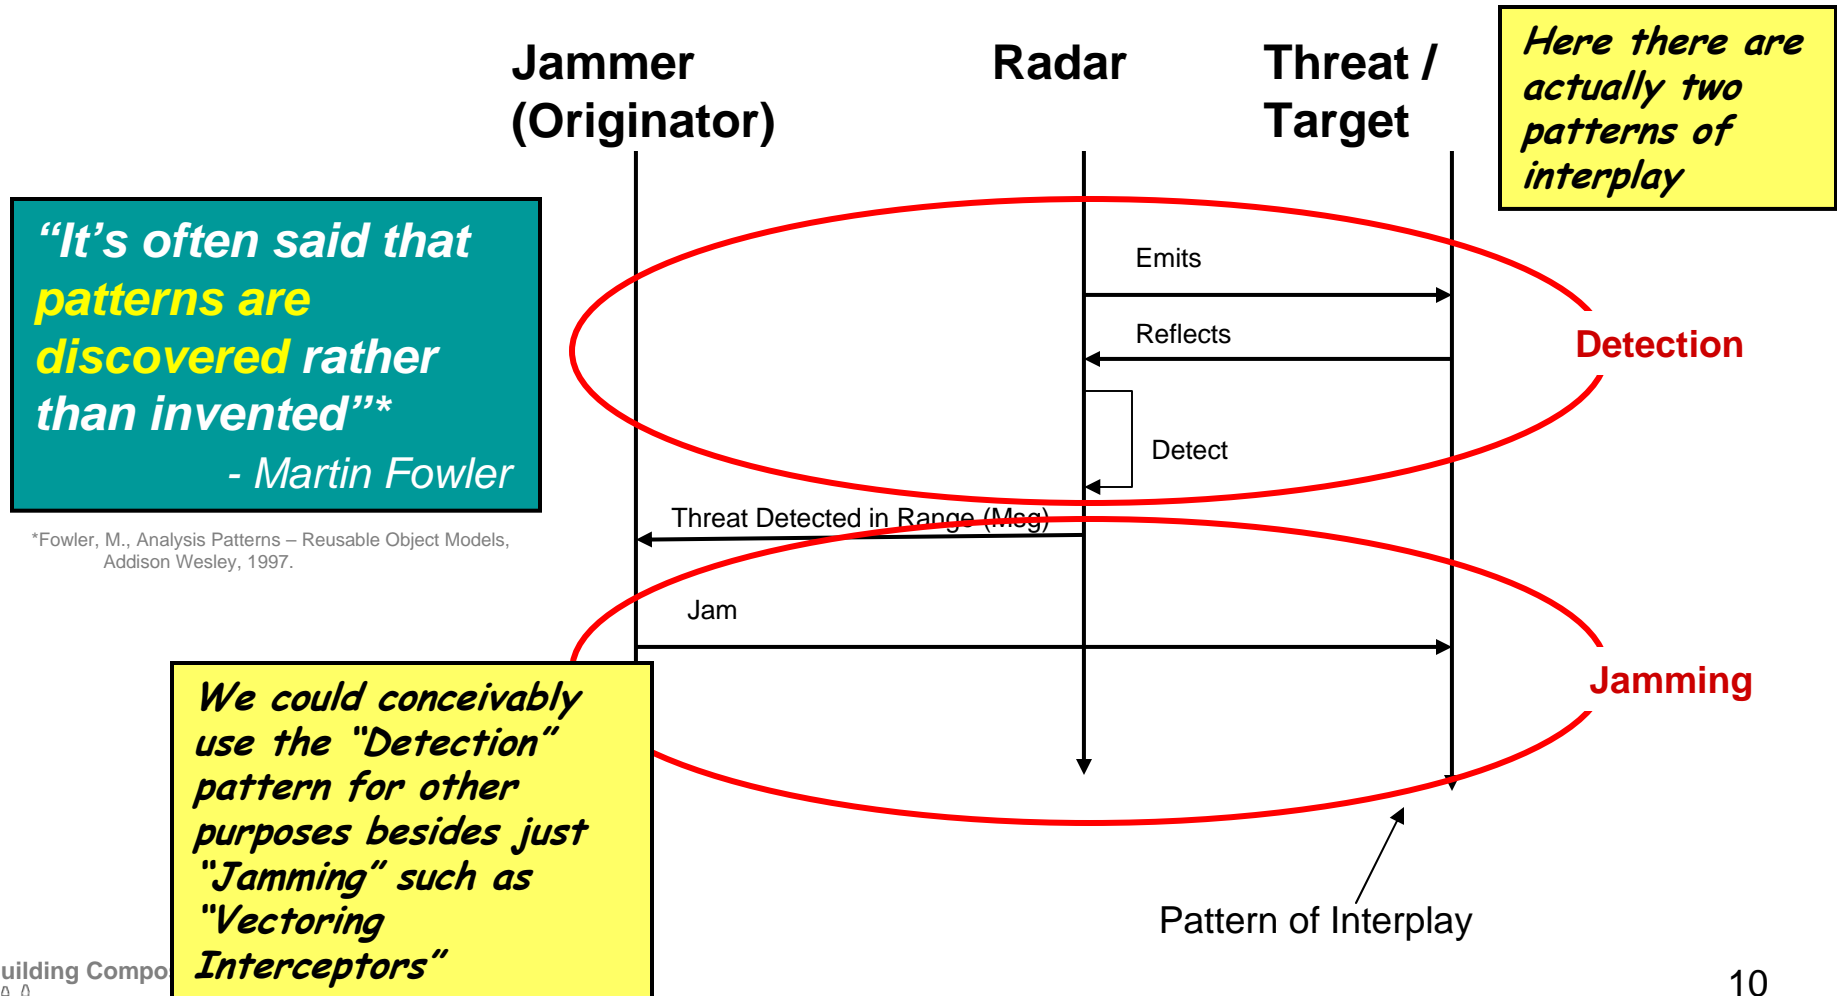 Jammer
(Originator)
Radar
Threat /
Target
Here there are
actually two
patterns of
interplay
“It’s often said that
patterns are
discovered rather
than invented”*
- Martin Fowler
*Fowler, M., Analysis Patterns – Reusable Object Models,
Addison Wesley, 1997.
Emits
Reflects
Detect
Detection
Threat Detected in Range (Msg)
Jam
Jamming
We could conceivably
use the “Detection”
pattern for other
purposes besides just
“Jamming” such as
“Vectoring
Interceptors”
Pattern of Interplay
uilding Compo
10